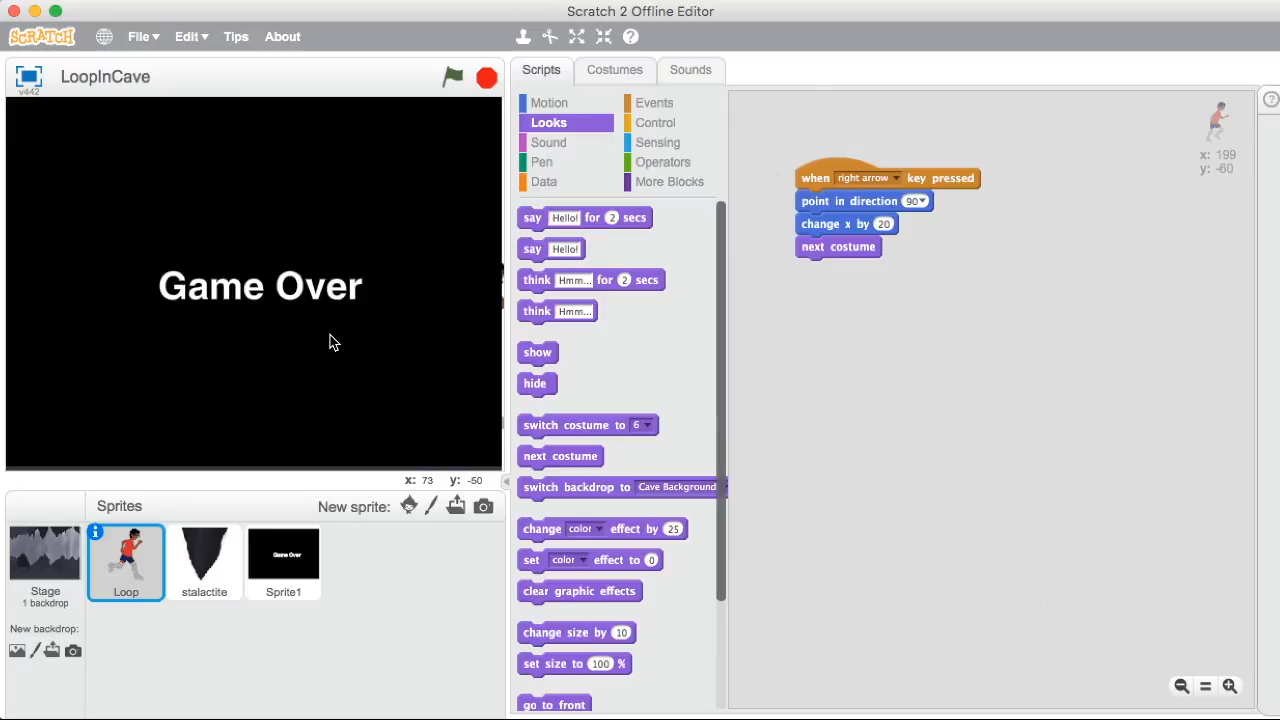 Scratch 2 Offline Editor
SCRATCH File Edit Tips About
LoopInCave
v442
Game Over
x: 73 y: -50
Sprites New sprite:
Stage
1 backdrop
New backdrop:
Loop
stalactite
Game Over
Sprite1
Scripts Costumes Sounds
Motion Events
Looks Control
Sound Sensing
Pen Operators
Data More Blocks
say Hello! for 2 secs
say Hello!
think Hmm... for 2 secs
think Hmm...
show
hide
switch costume to 6
next costume
switch backdrop to Cave Background
change color effect by 25
set color effect to 0
clear graphic effects
change size by 10
set size to 100 %
go to front
when right arrow key pressed
point in direction 90
change x by 20
next costume
x: 199
y: -60